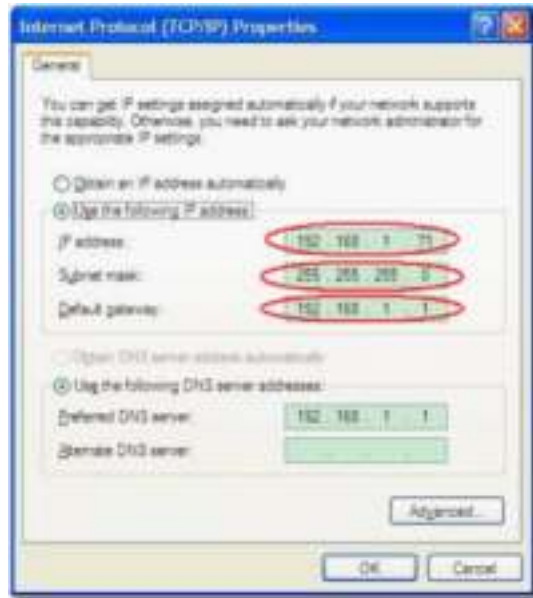 Internet Protocol (TCP/IP) Properties
General
You can get IP settings assigned automatically if your network supports
this capability. Otherwise, you need to ask your network administrator for
the appropriate IP settings.
Obtain an IP address automatically
Use the following IP address:
IP address: 192 . 168 . 1 . 71
Subnet mask: 255 . 255 . 255 . 0
Default gateway: 192 . 168 . 1 . 1
Obtain DNS server address automatically
Use the following DNS server addresses:
Preferred DNS server: 192 . 168 . 1 . 1
Alternate DNS server: . . .
Advanced...
OK Cancel